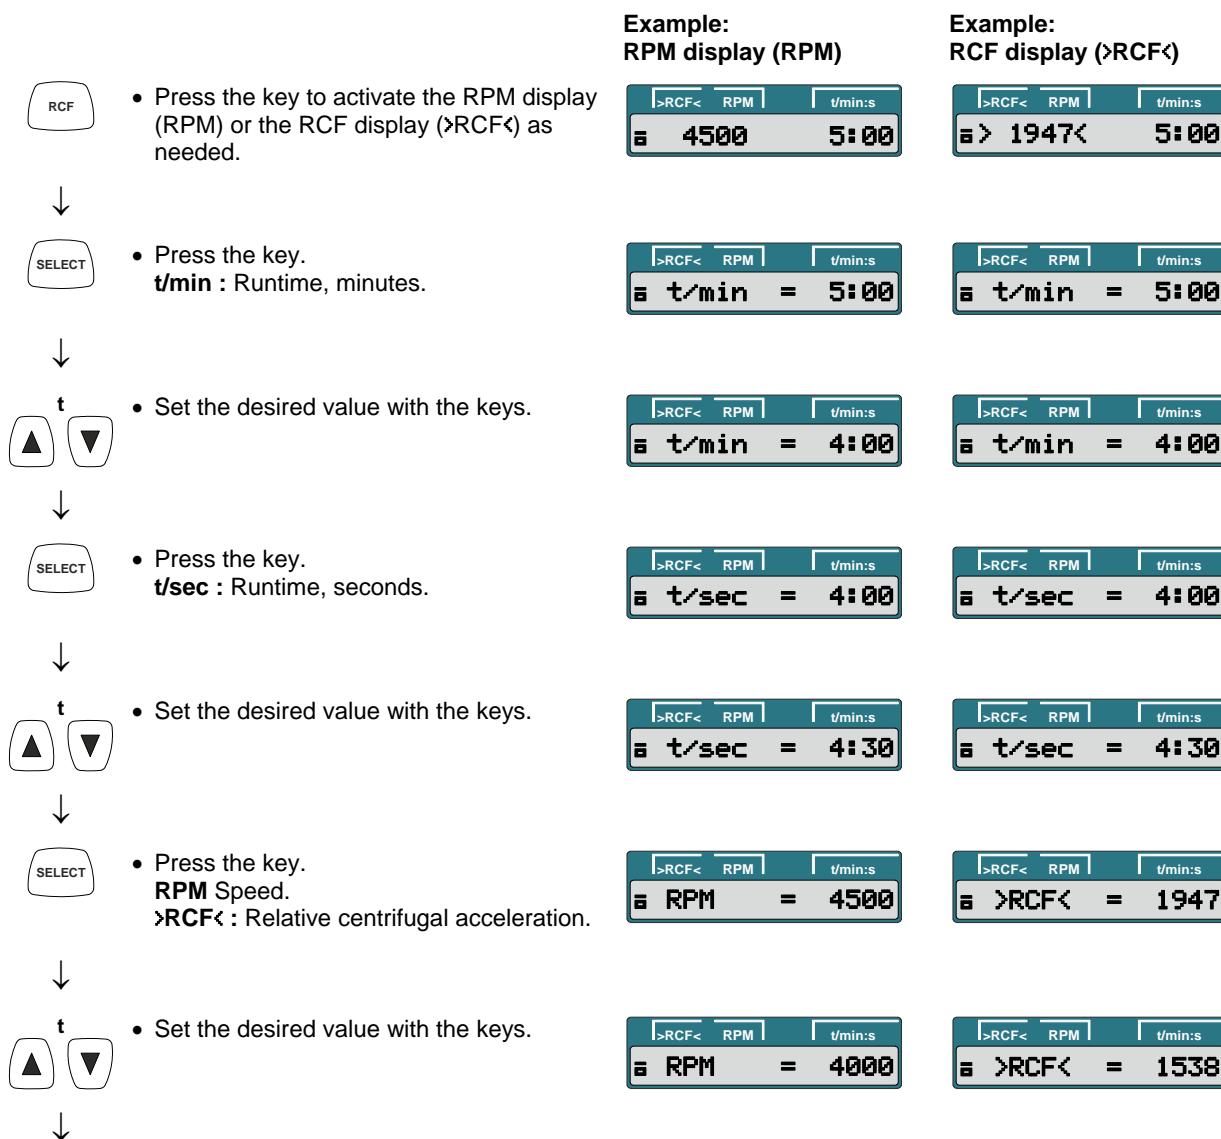 Example:
RPM display (RPM)
Example:
RCF display (>RCF<)
RCF
• Press the key to activate the RPM display
(RPM) or the RCF display (>RCF<) as
needed.
>RCF< RPM t/min:s
4500 5:00
>RCF< RPM t/min:s
> 1947< 5:00
↓
SELECT
• Press the key.
t/min : Runtime, minutes.
>RCF< RPM t/min:s
t/min = 5:00
>RCF< RPM t/min:s
t/min = 5:00
↓
t
▲ ▼
• Set the desired value with the keys.
>RCF< RPM t/min:s
t/min = 4:00
>RCF< RPM t/min:s
t/min = 4:00
↓
SELECT
• Press the key.
t/sec : Runtime, seconds.
>RCF< RPM t/min:s
t/sec = 4:00
>RCF< RPM t/min:s
t/sec = 4:00
↓
t
▲ ▼
• Set the desired value with the keys.
>RCF< RPM t/min:s
t/sec = 4:30
>RCF< RPM t/min:s
t/sec = 4:30
↓
SELECT
• Press the key.
RPM Speed.
>RCF< : Relative centrifugal acceleration.
>RCF< RPM t/min:s
RPM = 4500
>RCF< RPM t/min:s
>RCF< = 1947
↓
t
▲ ▼
• Set the desired value with the keys.
>RCF< RPM t/min:s
RPM = 4000
>RCF< RPM t/min:s
>RCF< = 1538
↓